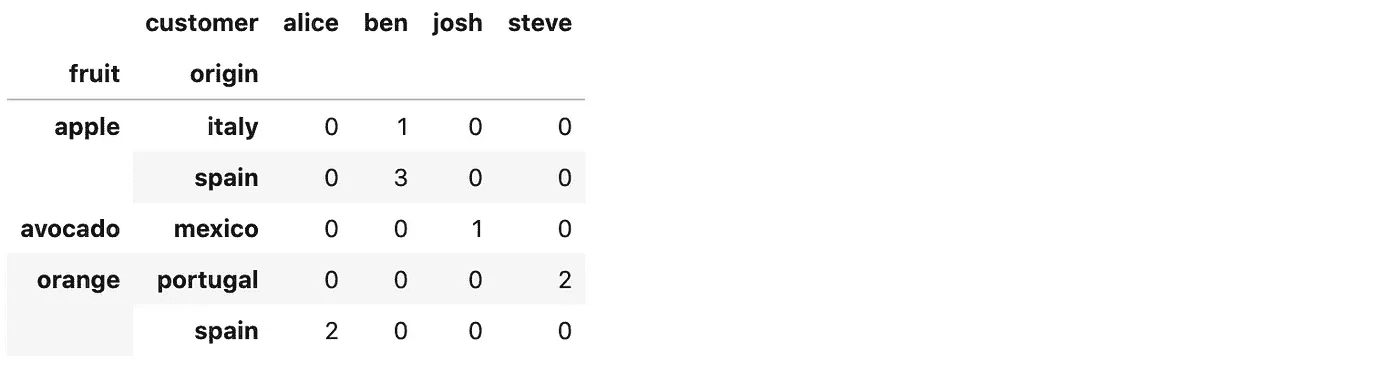 customer alice ben josh steve
fruit origin
apple italy 0 1 0 0
spain 0 3 0 0
avocado mexico 0 0 1 0
orange portugal 0 0 0 2
spain 2 0 0 0